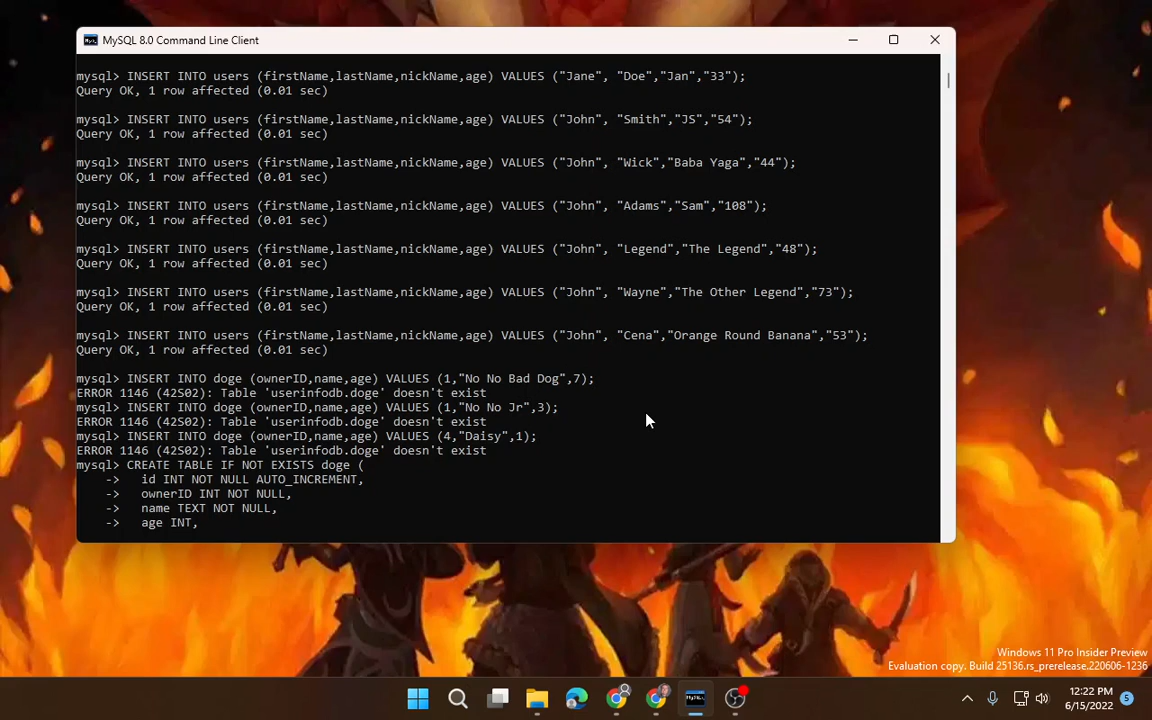 MySQL 8.0 Command Line Client
mysql> INSERT INTO users (firstName,lastName,nickName,age) VALUES ("Jane", "Doe","Jan","33");
Query OK, 1 row affected (0.01 sec)
mysql> INSERT INTO users (firstName,lastName,nickName,age) VALUES ("John", "Smith","JS","54");
Query OK, 1 row affected (0.01 sec)
mysql> INSERT INTO users (firstName,lastName,nickName,age) VALUES ("John", "Wick","Baba Yaga","44");
Query OK, 1 row affected (0.01 sec)
mysql> INSERT INTO users (firstName,lastName,nickName,age) VALUES ("John", "Adams","Sam","108");
Query OK, 1 row affected (0.01 sec)
mysql> INSERT INTO users (firstName,lastName,nickName,age) VALUES ("John", "Legend","The Legend","48");
Query OK, 1 row affected (0.01 sec)
mysql> INSERT INTO users (firstName,lastName,nickName,age) VALUES ("John", "Wayne","The Other Legend","73");
Query OK, 1 row affected (0.01 sec)
mysql> INSERT INTO users (firstName,lastName,nickName,age) VALUES ("John", "Cena","Orange Round Banana","53");
Query OK, 1 row affected (0.01 sec)
mysql> INSERT INTO doge (ownerID,name,age) VALUES (1,"No No Bad Dog",7);
ERROR 1146 (42S02): Table 'userinfodb.doge' doesn't exist
mysql> INSERT INTO doge (ownerID,name,age) VALUES (1,"No No Jr",3);
ERROR 1146 (42S02): Table 'userinfodb.doge' doesn't exist
mysql> INSERT INTO doge (ownerID,name,age) VALUES (4,"Daisy",1);
ERROR 1146 (42S02): Table 'userinfodb.doge' doesn't exist
mysql> CREATE TABLE IF NOT EXISTS doge (
-> id INT NOT NULL AUTO_INCREMENT,
-> ownerID INT NOT NULL,
-> name TEXT NOT NULL,
-> age INT,
Windows 11 Pro Insider Preview
Evaluation copy. Build 25136.rs_prerelease.220606-1236
12:22 PM
6/15/2022
5